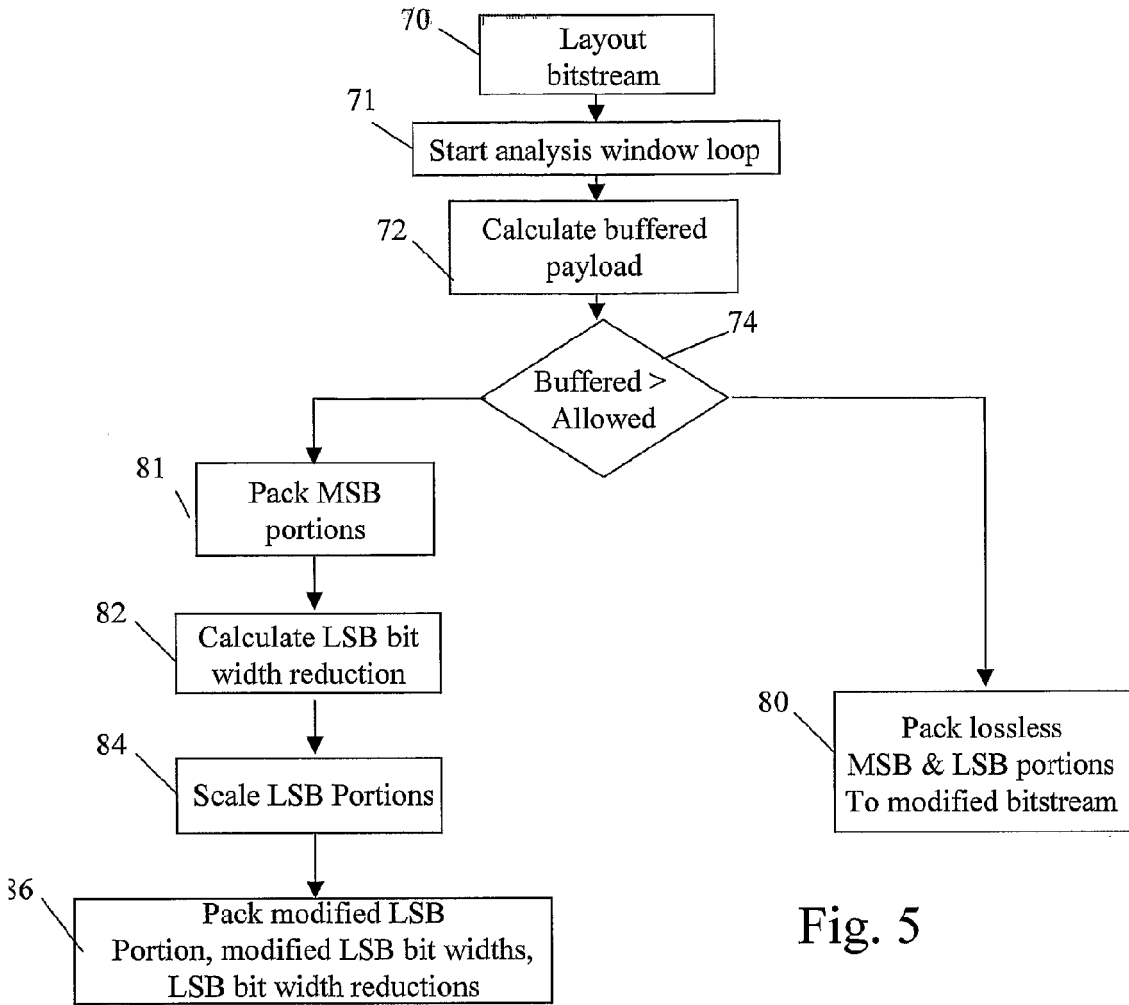 70
Layout
bitstream
71
Start analysis window loop
72
Calculate buffered
payload
74
Buffered >
Allowed
81
Pack MSB
portions
82
Calculate LSB bit
width reduction
84
Scale LSB Portions
80
Pack lossless
MSB & LSB portions
To modified bitstream
86
Pack modified LSB
Portion, modified LSB bit widths,
LSB bit width reductions
Fig. 5